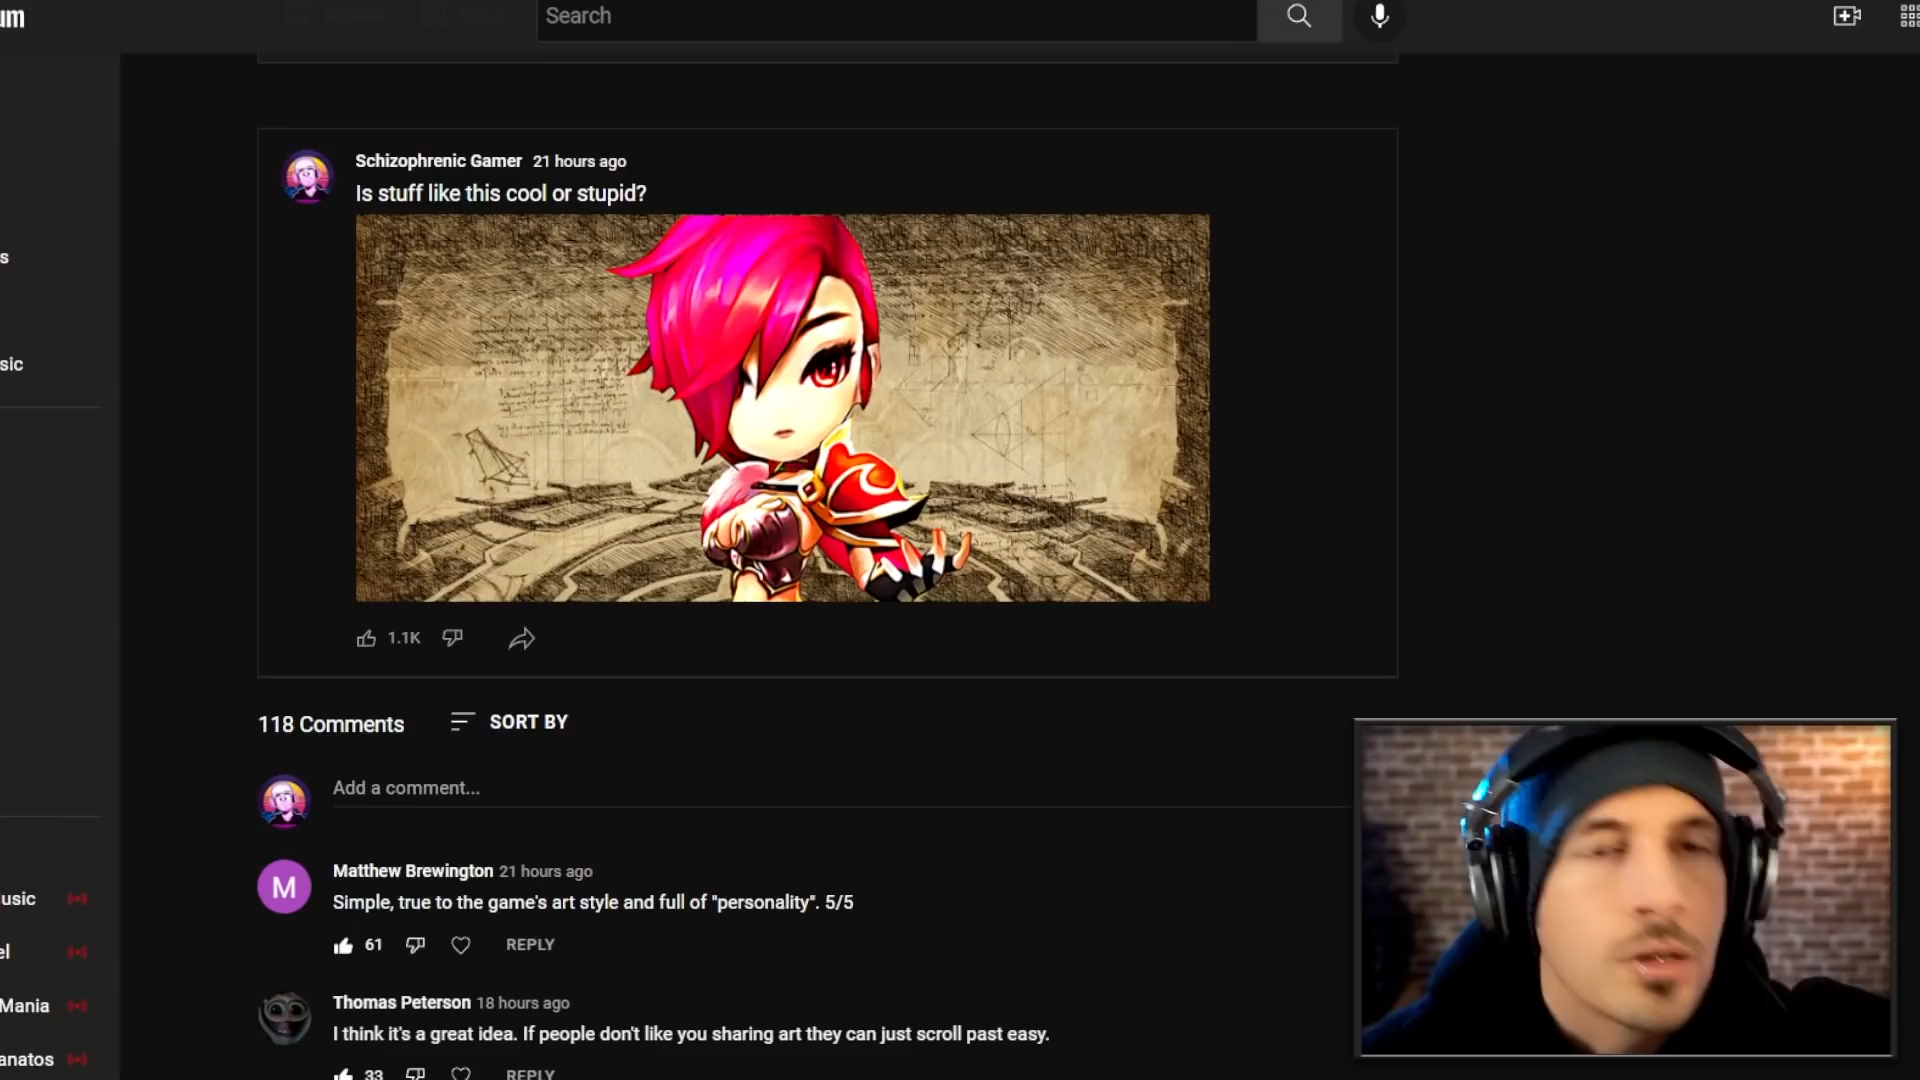 um
Search
Schizophrenic Gamer 21 hours ago
Is stuff like this cool or stupid?
s
sic
1.1K
118 Comments SORT BY
Add a comment...
M
Matthew Brewington 21 hours ago
Simple, true to the game's art style and full of "personality". 5/5
usic
61 REPLY
el
Thomas Peterson 18 hours ago
Mania
I think it's a great idea. If people don't like you sharing art they can just scroll past easy.
anatos
33 REPLY